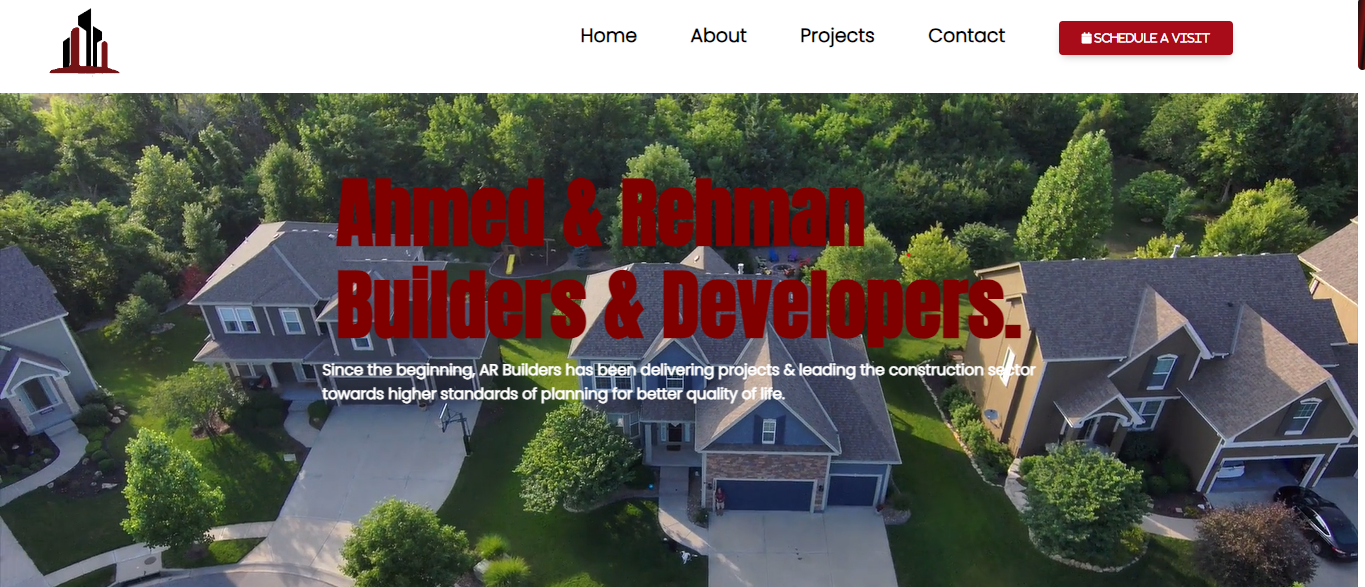 Home
About
Projects
Contact
SCHEDULE A VISIT
Ahmed & Rehman
Builders & Developers.
Since the beginning, AR Builders has been delivering projects & leading the construction sector
towards higher standards of planning for better quality of life.